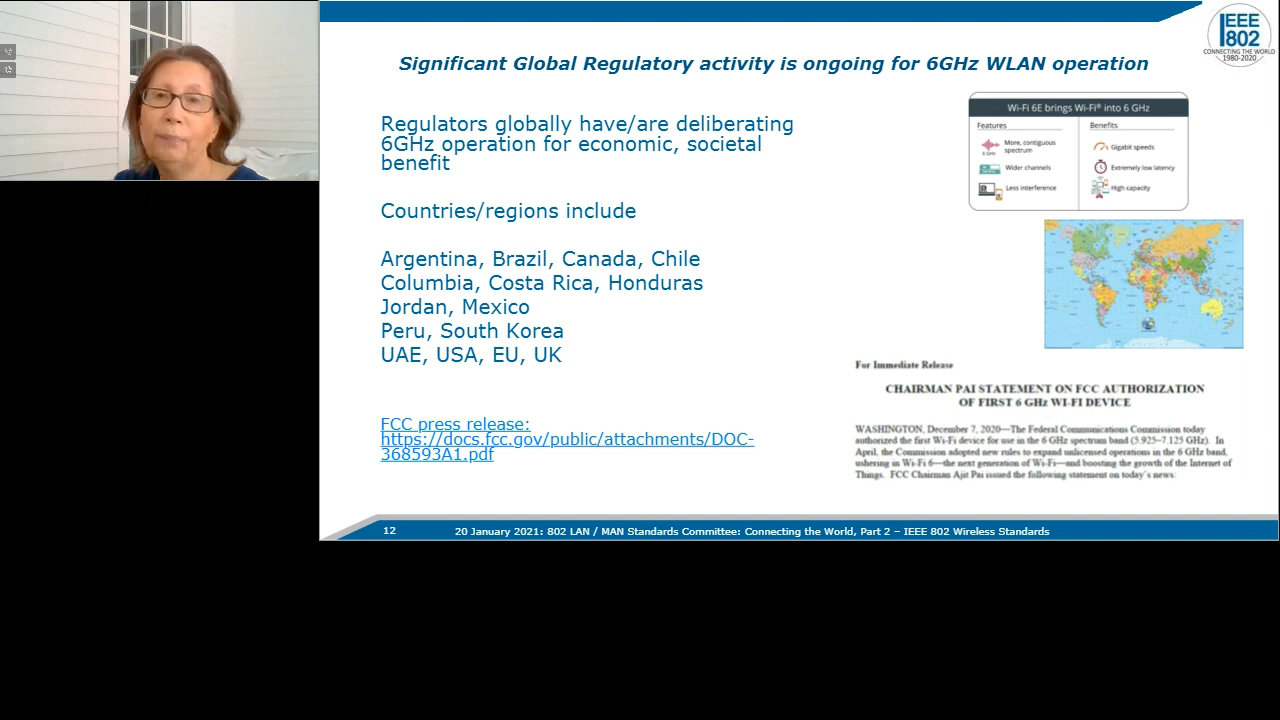 IEEE
802
CONNECTING THE WORLD
1980-2020
Significant Global Regulatory activity is ongoing for 6GHz WLAN operation
Regulators globally have/are deliberating
6GHz operation for economic, societal
benefit
Countries/regions include
Argentina, Brazil, Canada, Chile
Columbia, Costa Rica, Honduras
Jordan, Mexico
Peru, South Korea
UAE, USA, EU, UK
FCC press release:
https://docs.fcc.gov/public/attachments/DOC-
368593A1.pdf
Wi-Fi 6E brings Wi-Fi® into 6 GHz
Features
6 GHz
More, contiguous
spectrum
Wider channels
Less interference
Benefits
Gigabit speeds
Extremely low latency
High capacity
For Immediate Release
CHAIRMAN PAI STATEMENT ON FCC AUTHORIZATION
OF FIRST 6 GHz WI-FI DEVICE
WASHINGTON, December 7, 2020—The Federal Communications Commission today
authorized the first Wi-Fi device for use in the 6 GHz spectrum band (5.925–7.125 GHz). In
April, the Commission adopted new rules to expand unlicensed operations in the 6 GHz band,
ushering in Wi-Fi 6—the next generation of Wi-Fi—and boosting the growth of the Internet of
Things. FCC Chairman Ajit Pai issued the following statement on today's news:
12
20 January 2021: 802 LAN / MAN Standards Committee: Connecting the World, Part 2 – IEEE 802 Wireless Standards